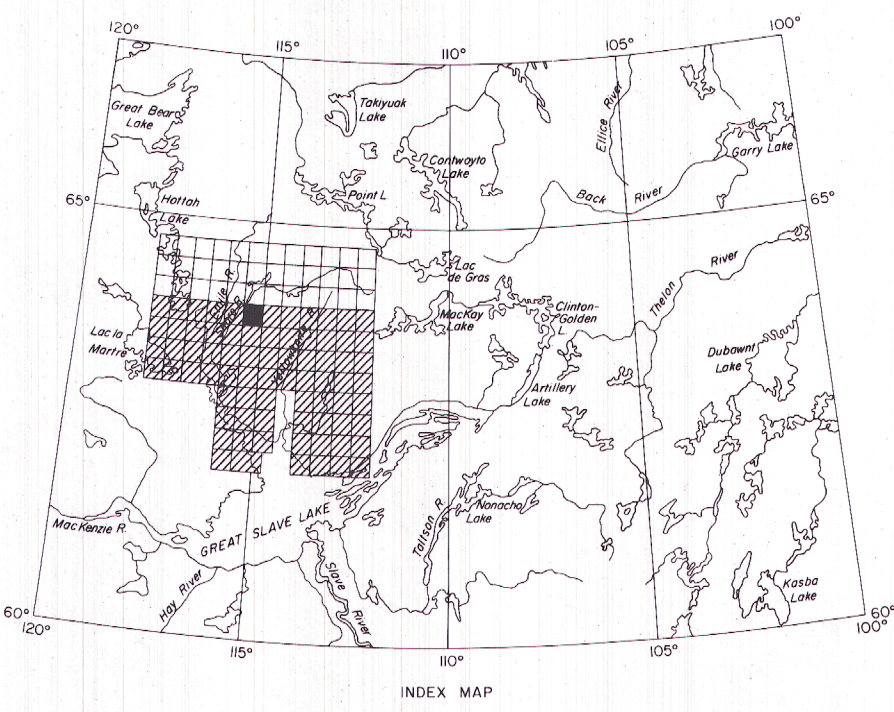 120°
115°
110°
105°
100°
Great Bear
Lake
Takiyuak
Lake
Ellice River
Garry Lake
Contwoyto
Lake
Point L
Back River
65°
Hottah
Lake
65°
Lac
de Gras
Thelon River
MacKay
Lake
Clinton-
Golden
L.
Lac la
Martre
Dubawnt
Lake
Artillery
Lake
MacKenzie R.
GREAT SLAVE LAKE
Taltson R.
Nonacho
Lake
Hay River
Slave River
Kasba
Lake
60°
120°
115°
110°
105°
60°
100°
INDEX MAP